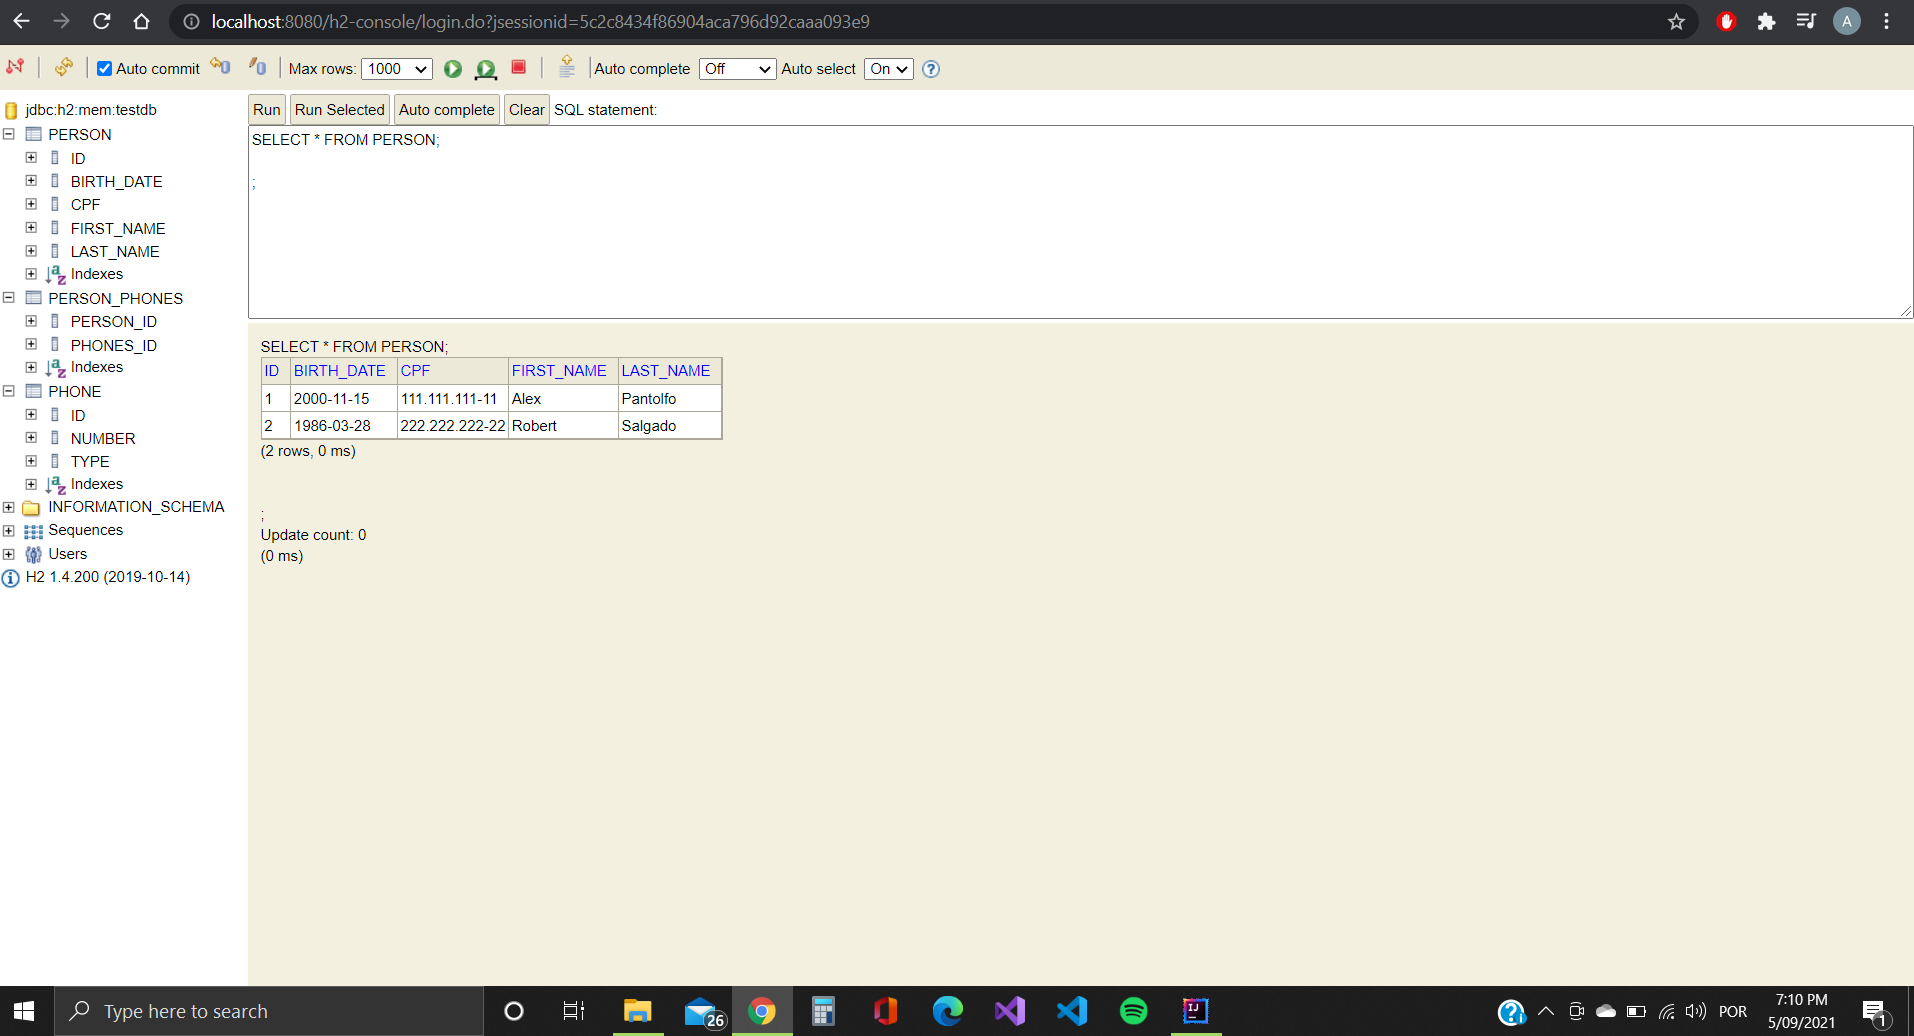 localhost:8080/h2-console/login.do?jsessionid=5c2c8434f86904aca796d92caaa093e9
A
Auto commit Max rows: 1000 Auto complete Off Auto select On ?
jdbc:h2:mem:testdb
PERSON
ID
BIRTH_DATE
CPF
FIRST_NAME
LAST_NAME
Indexes
PERSON_PHONES
PERSON_ID
PHONES_ID
Indexes
PHONE
ID
NUMBER
TYPE
Indexes
INFORMATION_SCHEMA
Sequences
Users
H2 1.4.200 (2019-10-14)
Run Run Selected Auto complete Clear SQL statement:
SELECT * FROM PERSON;
;
SELECT * FROM PERSON;
ID BIRTH_DATE CPF FIRST_NAME LAST_NAME
1 2000-11-15 111.111.111-11 Alex Pantolfo
2 1986-03-28 222.222.222-22 Robert Salgado
(2 rows, 0 ms)
;
Update count: 0
(0 ms)
Type here to search
26
IJ
POR
7:10 PM
5/09/2021
1